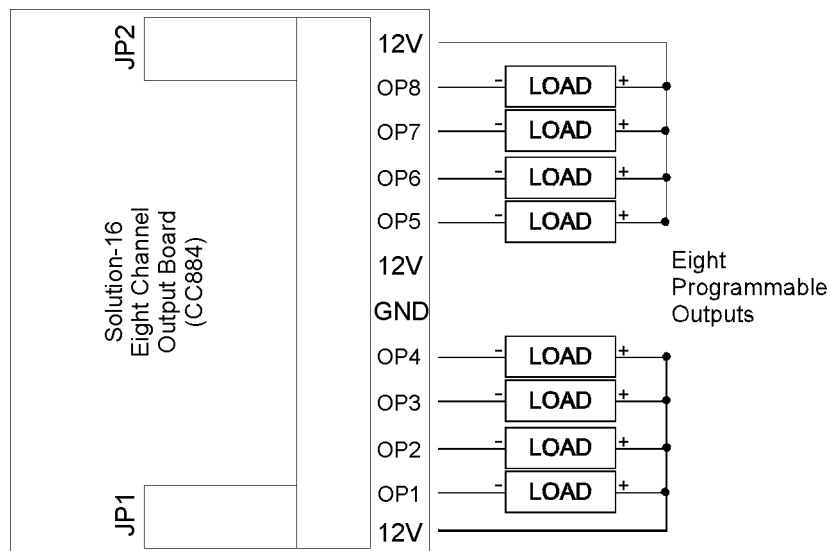 JP2
12V
OP8 - LOAD +
OP7 - LOAD +
OP6 - LOAD +
OP5 - LOAD +
12V
GND
OP4 - LOAD +
OP3 - LOAD +
OP2 - LOAD +
OP1 - LOAD +
12V
JP1
Solution-16
Eight Channel
Output Board
(CC884)
Eight
Programmable
Outputs